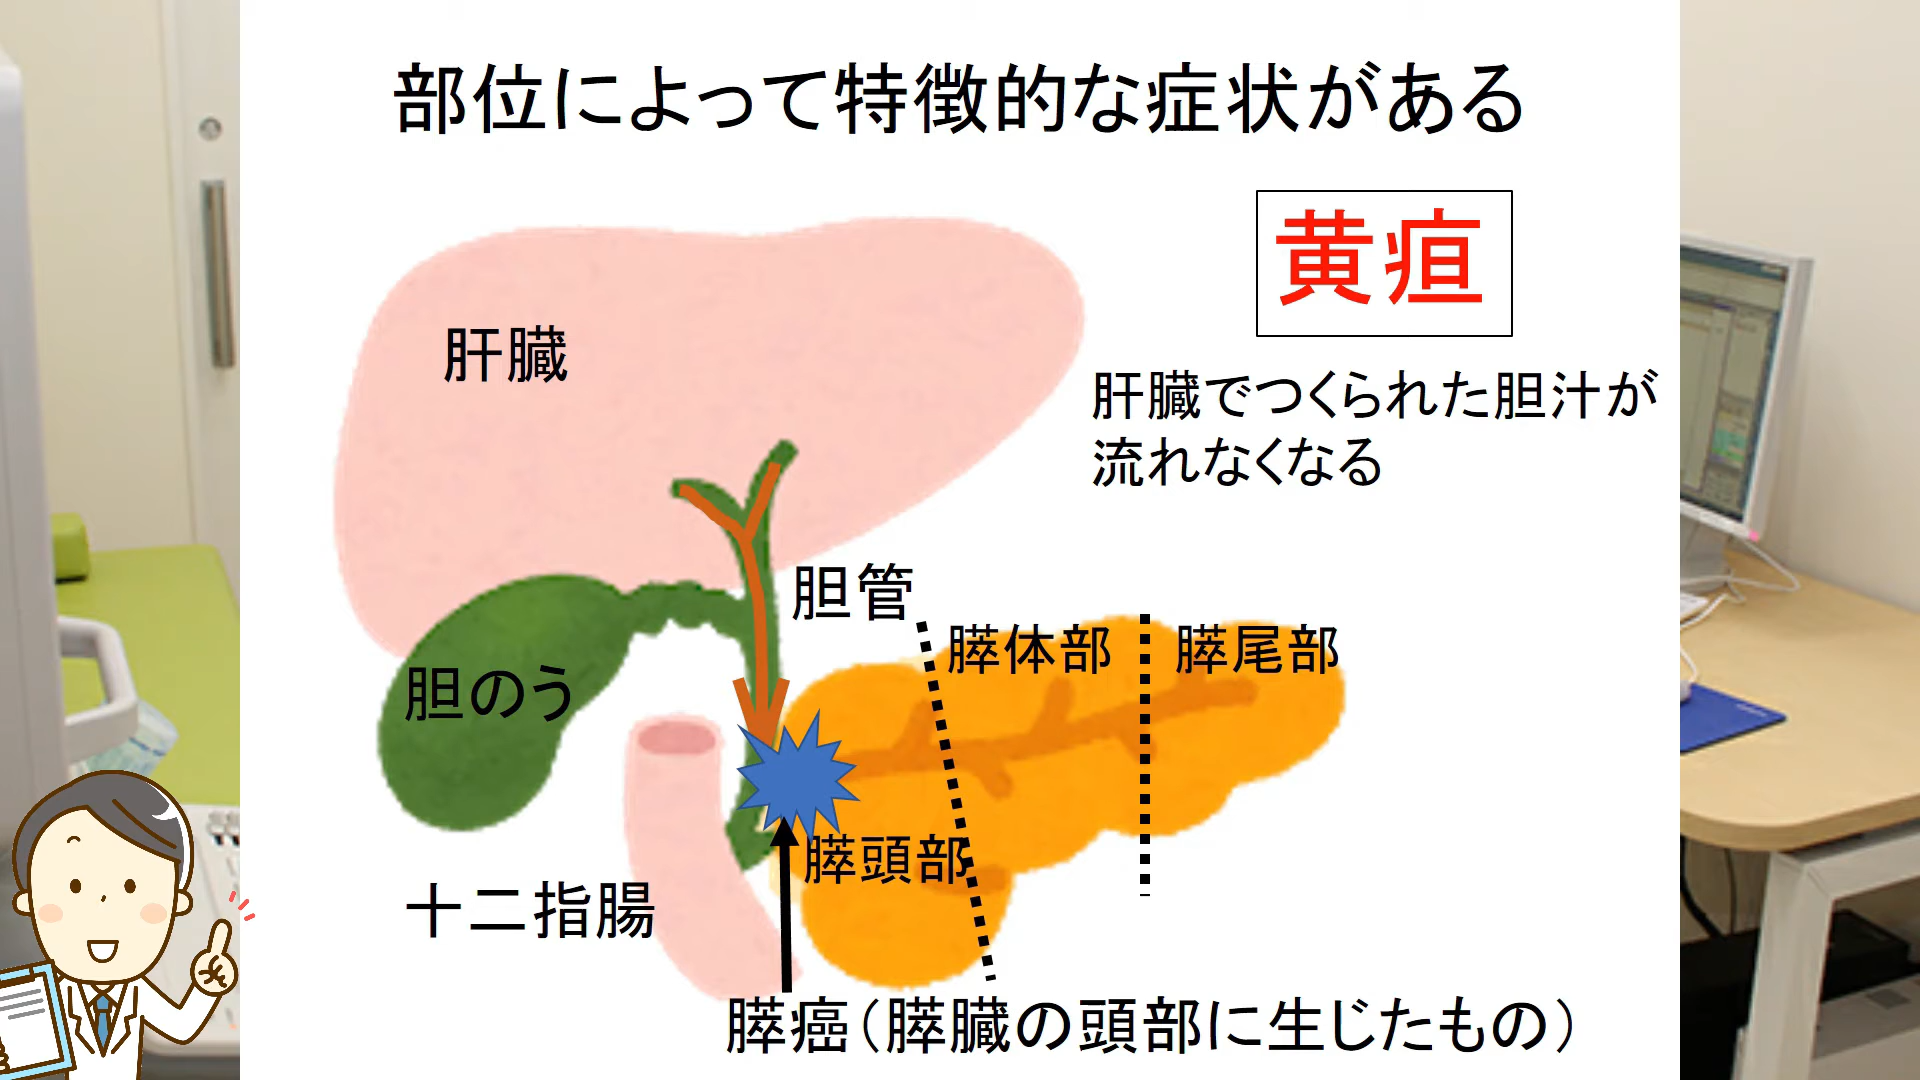 部位によって特徴的な症状がある
黄疸
肝臓でつくられた胆汁が
流れなくなる
肝臓
胆管
膵体部
膵尾部
胆のう
膵頭部
十二指腸
膵癌（膵臓の頭部に生じたもの）